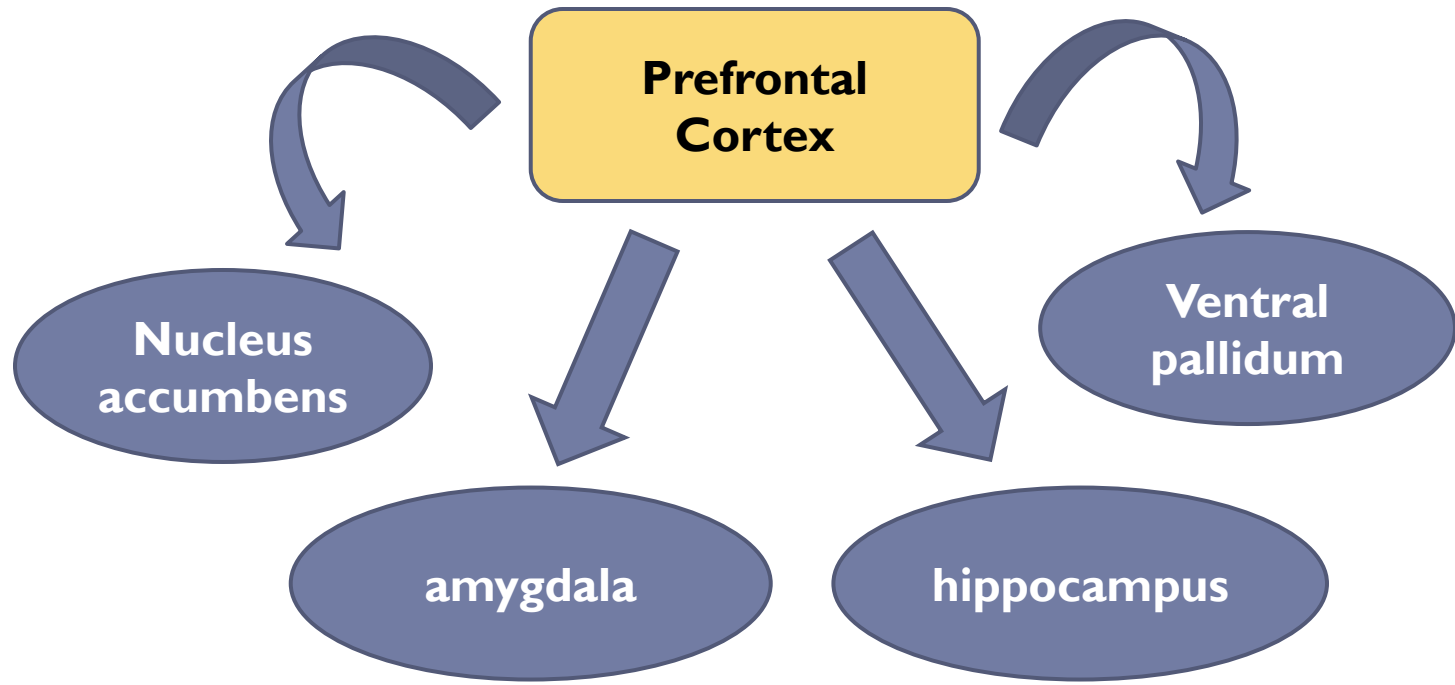 Prefrontal
Cortex
Nucleus
accumbens
Ventral
pallidum
amygdala
hippocampus